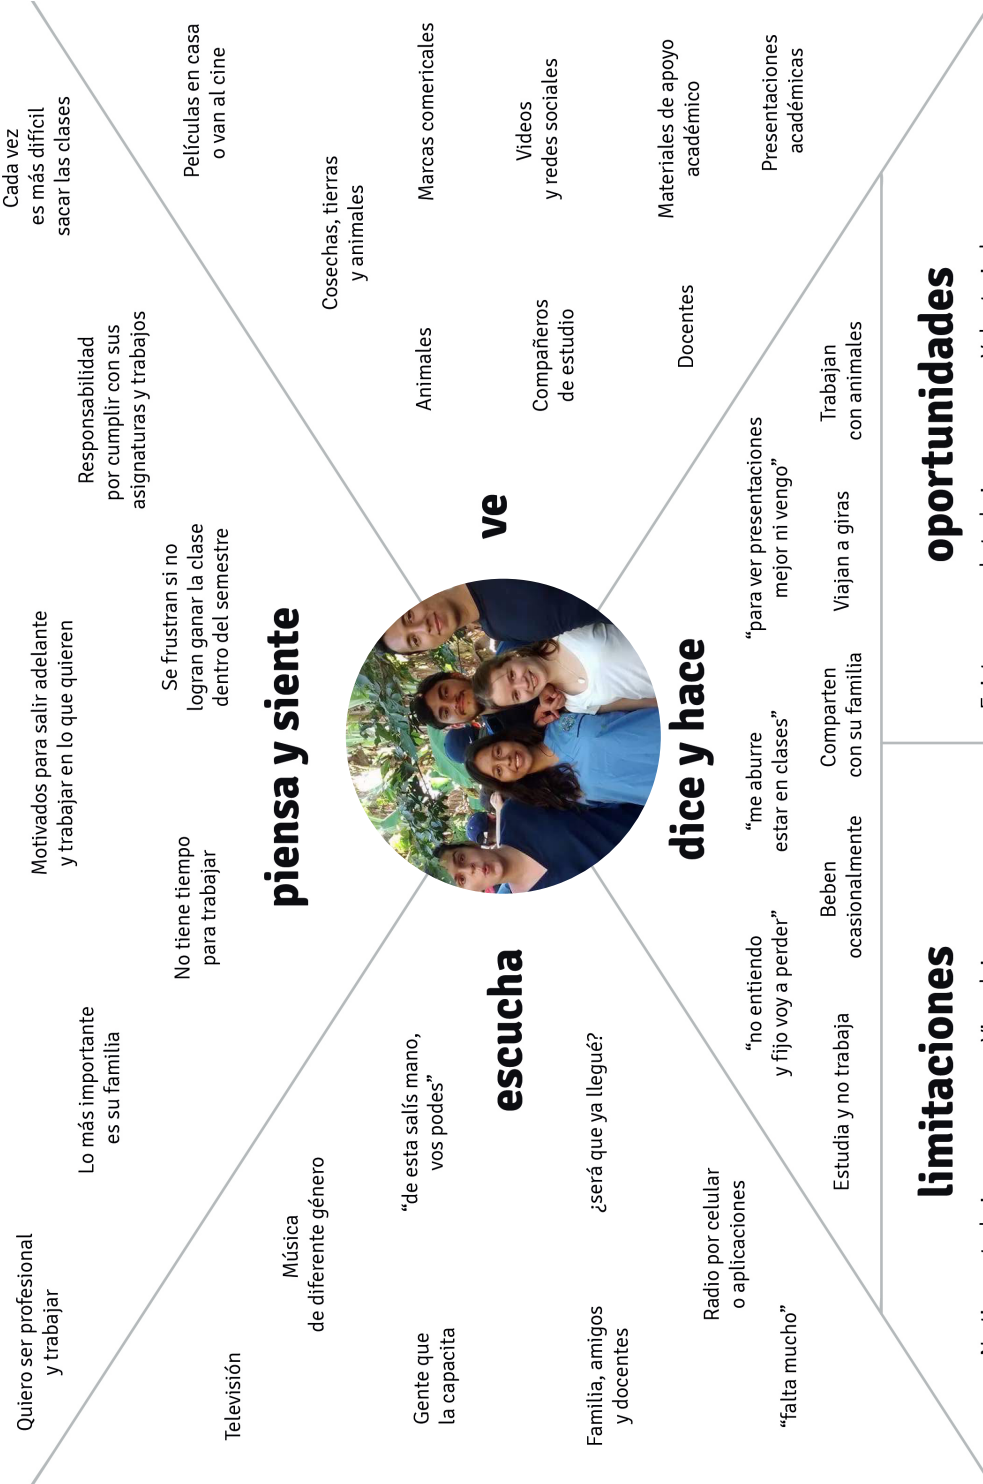 Quiero ser profesional
y trabajar
Lo más importante
es su familia
Motivados para salir adelante
y trabajar en lo que quieren
No tiene tiempo
para trabajar
Se frustran si no
logran ganar la clase
dentro del semestre
Responsabilidad
por cumplir con sus
asignaturas y trabajos
Cada vez
es más difícil
sacar las clases
piensa y siente
Televisión
Música
de diferente género
Gente que
la capacita
“de esta salís mano,
vos podes”
escucha
Familia, amigos
y docentes
¿será que ya llegué?
Radio por celular
o aplicaciones
“falta mucho”
ve
Películas en casa
o van al cine
Cosechas, tierras
y animales
Animales
Marcas comericales
Compañeros
de estudio
Videos
y redes sociales
Docentes
Materiales de apoyo
académico
Presentaciones
académicas
dice y hace
“no entiendo
y fijo voy a perder”
“me aburre
estar en clases”
“para ver presentaciones
mejor ni vengo”
Estudia y no trabaja
Beben
ocasionalmente
Comparten
con su familia
Viajan a giras
Trabajan
con animales
limitaciones
oportunidades